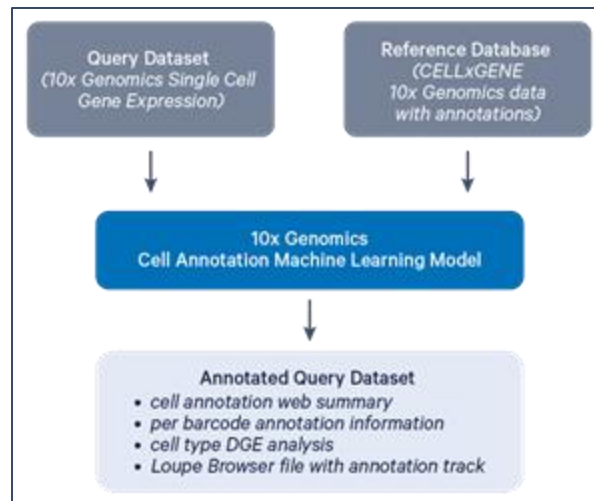 Query Dataset
(10x Genomics Single Cell
Gene Expression)
Reference Database
(CELLxGENE
10x Genomics data
with annotations)
10x Genomics
Cell Annotation Machine Learning Model
Annotated Query Dataset
• cell annotation web summary
• per barcode annotation information
• cell type DGE analysis
• Loupe Browser file with annotation track